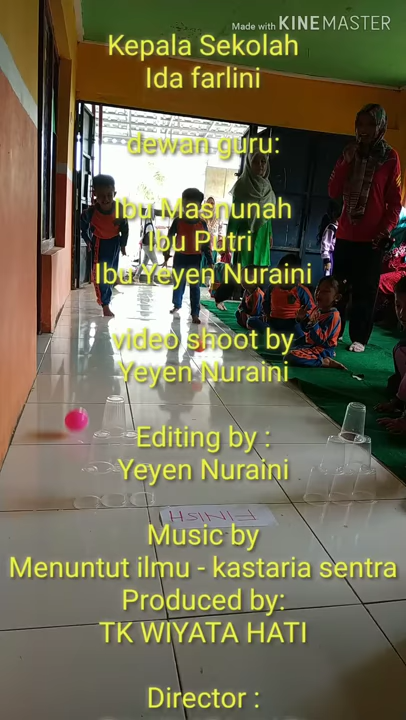 Made with KINEMASTER
Kepala Sekolah
Ida farlini
dewan guru:
Ibu Masnunah
Ibu Putri
Ibu Yeyen Nuraini
video shoot by
Yeyen Nuraini
Editing by :
Yeyen Nuraini
FINISH
Music by
Menuntut ilmu - kastaria sentra
Produced by:
TK WIYATA HATI
Director :